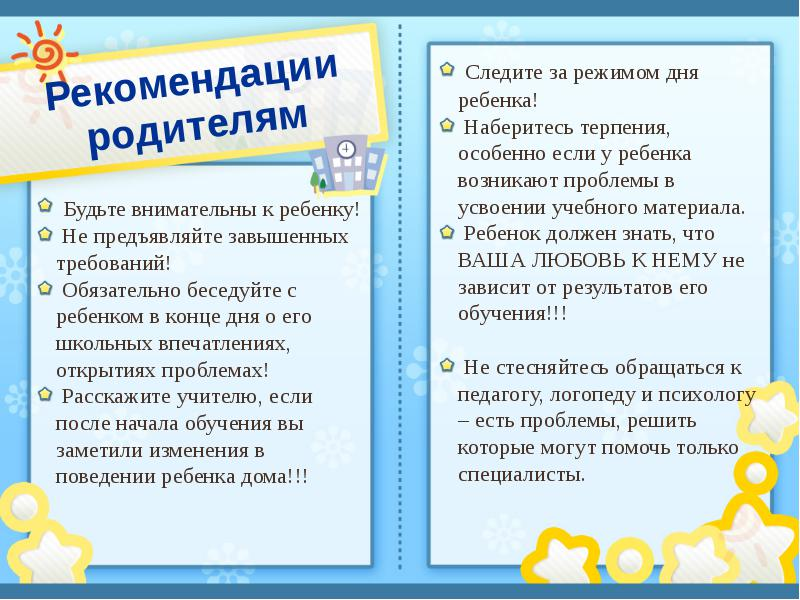 Рекомендации
родителям
Будьте внимательны к ребенку!
Не предъявляйте завышенных
требований!
Обязательно беседуйте с
ребенком в конце дня о его
школьных впечатлениях,
открытиях проблемах!
Расскажите учителю, если
после начала обучения вы
заметили изменения в
поведении ребенка дома!!!
Следите за режимом дня
ребенка!
Наберитесь терпения,
особенно если у ребенка
возникают проблемы в
усвоении учебного материала.
Ребенок должен знать, что
ВАША ЛЮБОВЬ К НЕМУ не
зависит от результатов его
обучения!!!
Не стесняйтесь обращаться к
педагогу, логопеду и психологу
– есть проблемы, решить
которые могут помочь только
специалисты.